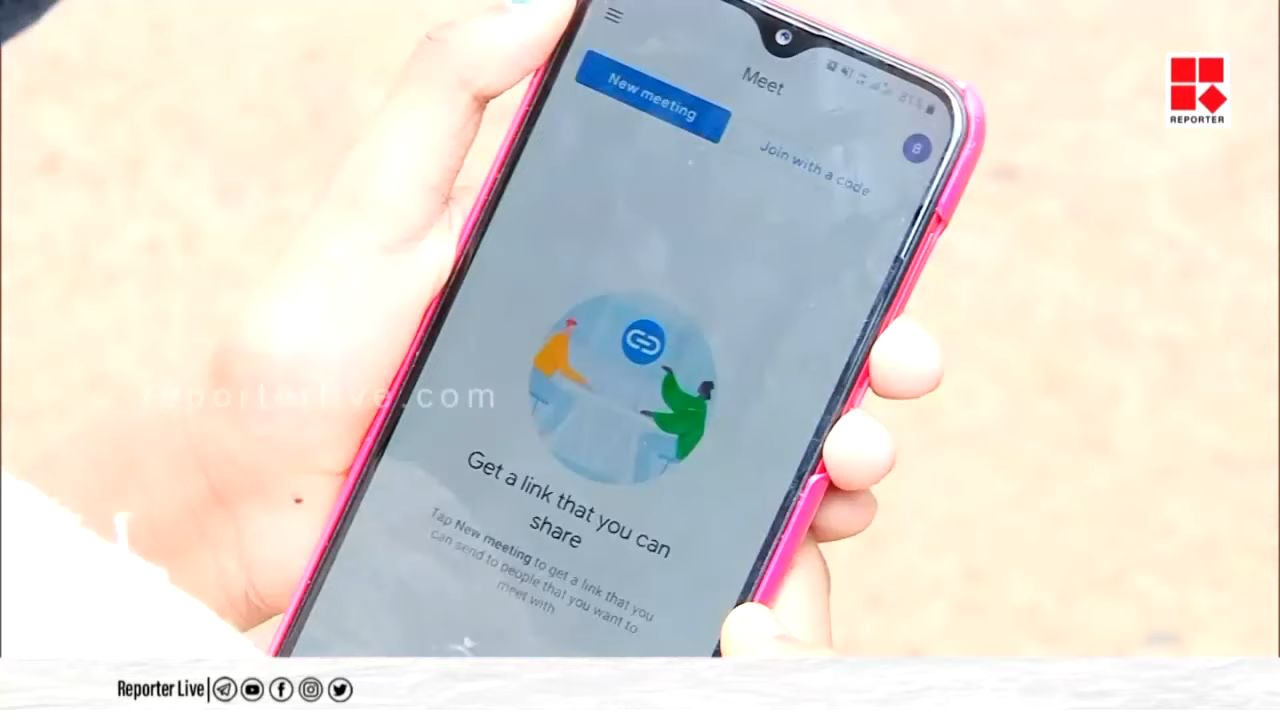 Meet
21%
New meeting
B
Join with a code
REPORTER
reporterlive.com
Get a link that you can
share
Tap New meeting to get a link that you
can send to people that you want to
meet with
Reporter Live